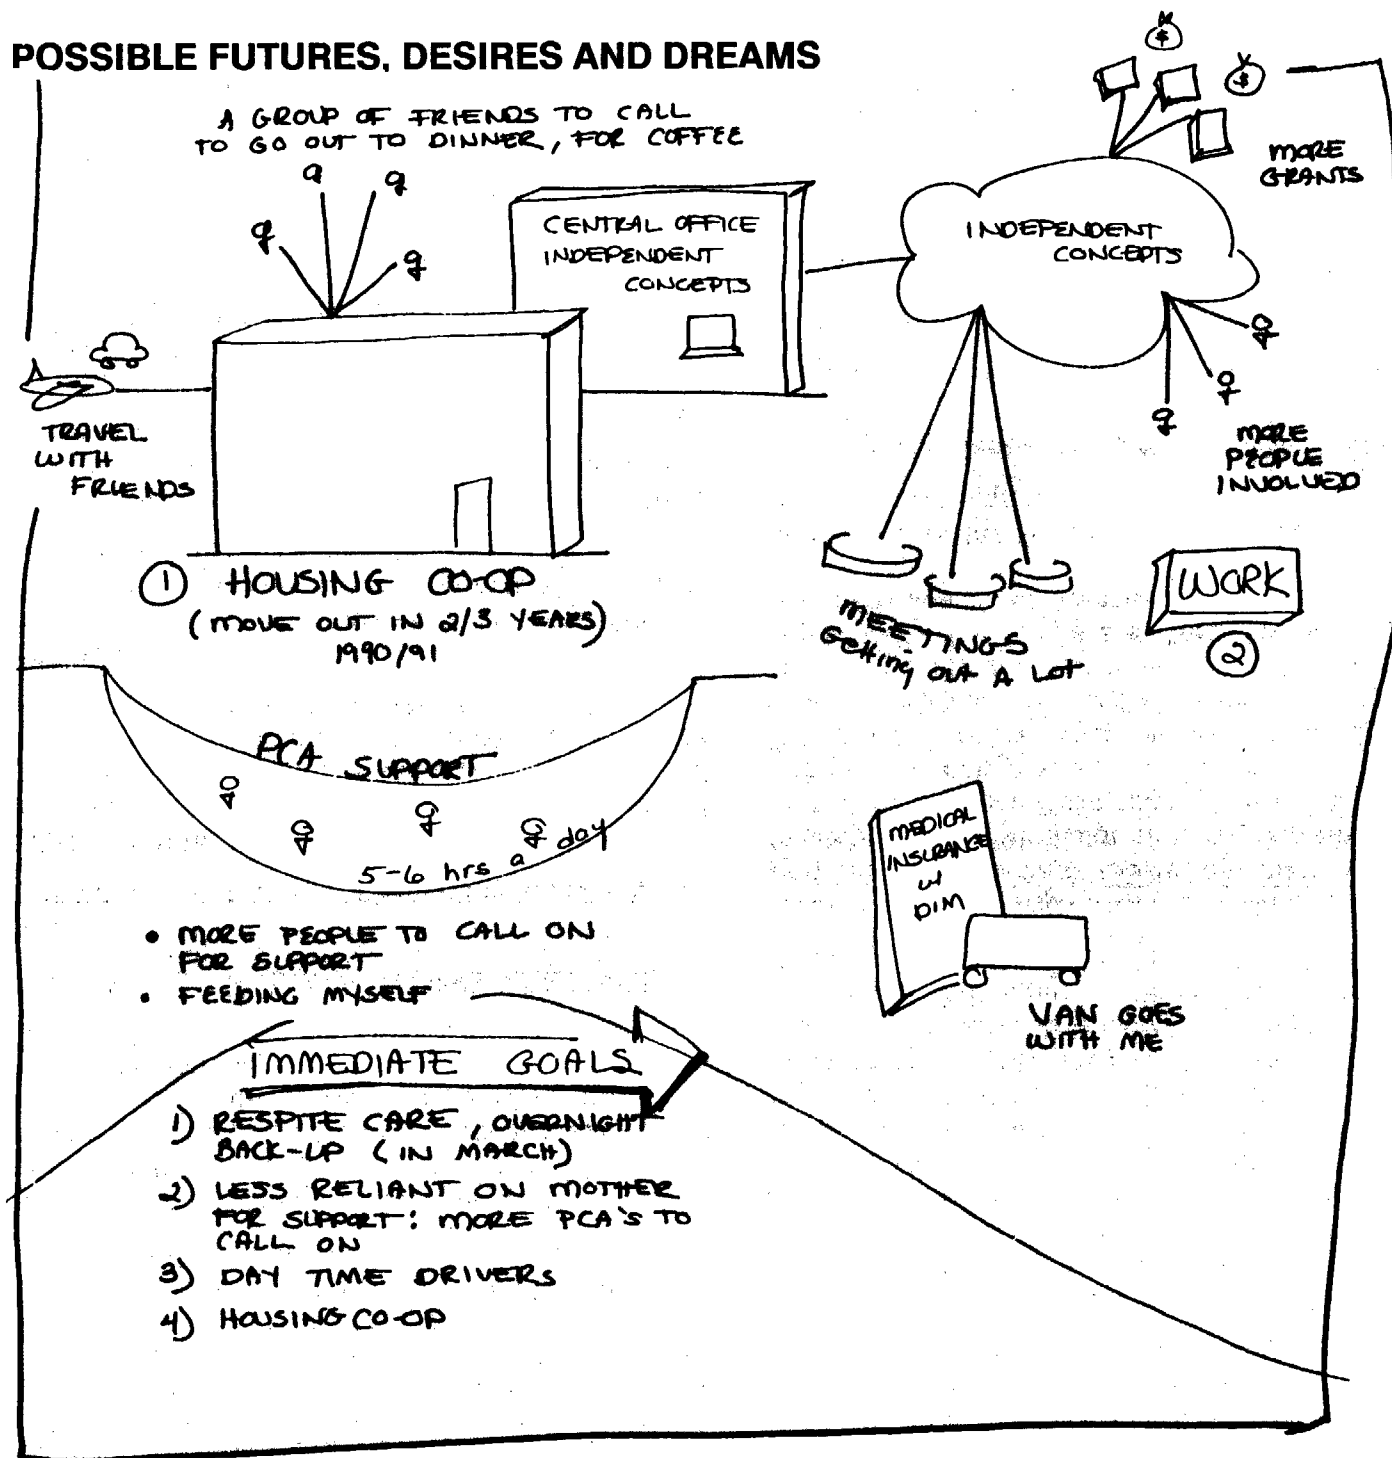 POSSIBLE FUTURES, DESIRES AND DREAMS
A GROUP OF FRIENDS TO CALL
TO GO OUT TO DINNER, FOR COFFEE
$
$
MORE
GRANTS
CENTRAL OFFICE
INDEPENDENT
CONCEPTS
INDEPENDENT
CONCEPTS
TRAVEL
WITH
FRIENDS
MORE
PEOPLE
INVOLVED
1 HOUSING CO-OP
(MOVE OUT IN 2/3 YEARS)
1990/91
MEETINGS
Getting out A Lot
WORK
2
PCA SUPPORT
5-6 hrs a day
MEDICAL
INSURANCE
W/
DIM
VAN GOES
WITH ME
• MORE PEOPLE TO CALL ON
FOR SUPPORT
• FEEDING MYSELF
IMMEDIATE GOALS
1) RESPITE CARE, OVERNIGHT
BACK-UP (IN MARCH)
2) LESS RELIANT ON MOTHER
FOR SUPPORT: MORE PCA'S TO
CALL ON
3) DAY TIME DRIVERS
4) HOUSING CO-OP